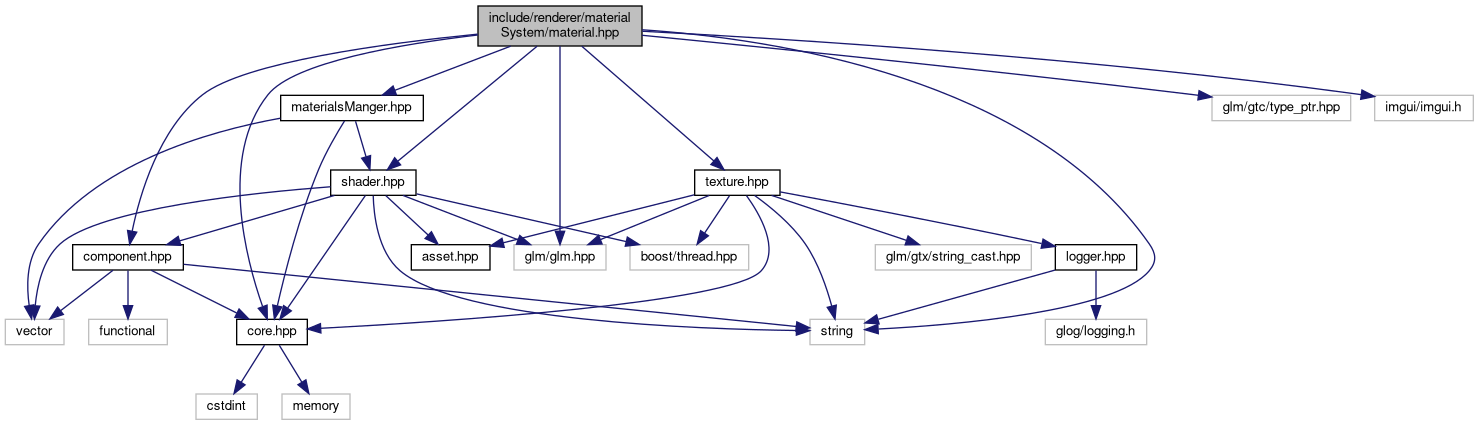 include/renderer/material
System/material.hpp
materialsManger.hpp
glm/gtc/type_ptr.hpp
imgui/imgui.h
shader.hpp
texture.hpp
component.hpp
asset.hpp
glm/glm.hpp
boost/thread.hpp
glm/gtx/string_cast.hpp
logger.hpp
vector
functional
core.hpp
string
glog/logging.h
cstdint
memory